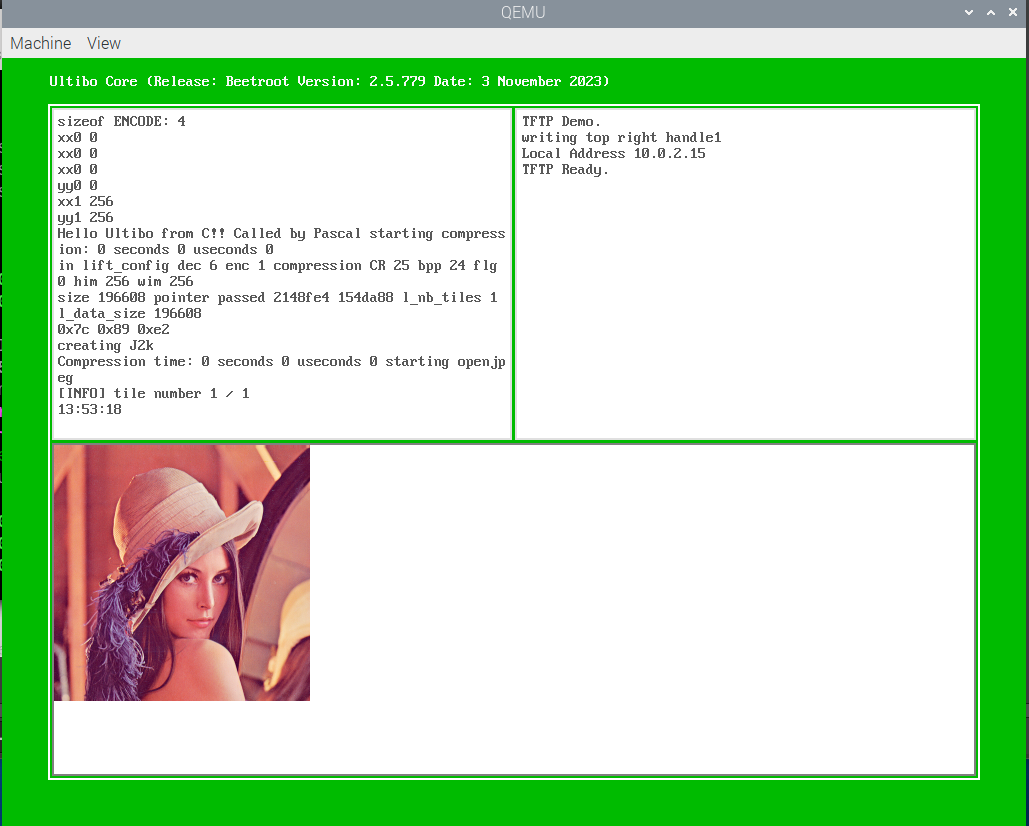 QEMU
Machine View
Ultibo Core (Release: Beetroot Version: 2.5.779 Date: 3 November 2023)
sizeof ENCODE: 4
xx0 0
xx0 0
xx0 0
yy0 0
xx1 256
yy1 256
Hello Ultibo from C!! Called by Pascal starting compress
ion: 0 seconds 0 useconds 0
in lift_config dec 6 enc 1 compression CR 25 bpp 24 flg
0 him 256 wim 256
size 196608 pointer passed 2148fe4 154da88 l_nb_tiles 1
l_data_size 196608
0x7c 0x89 0xe2
creating J2k
Compression time: 0 seconds 0 useconds 0 starting openjp
eg
[INFO] tile number 1 / 1
13:53:18
TFTP Demo.
writing top right handle1
Local Address 10.0.2.15
TFTP Ready.